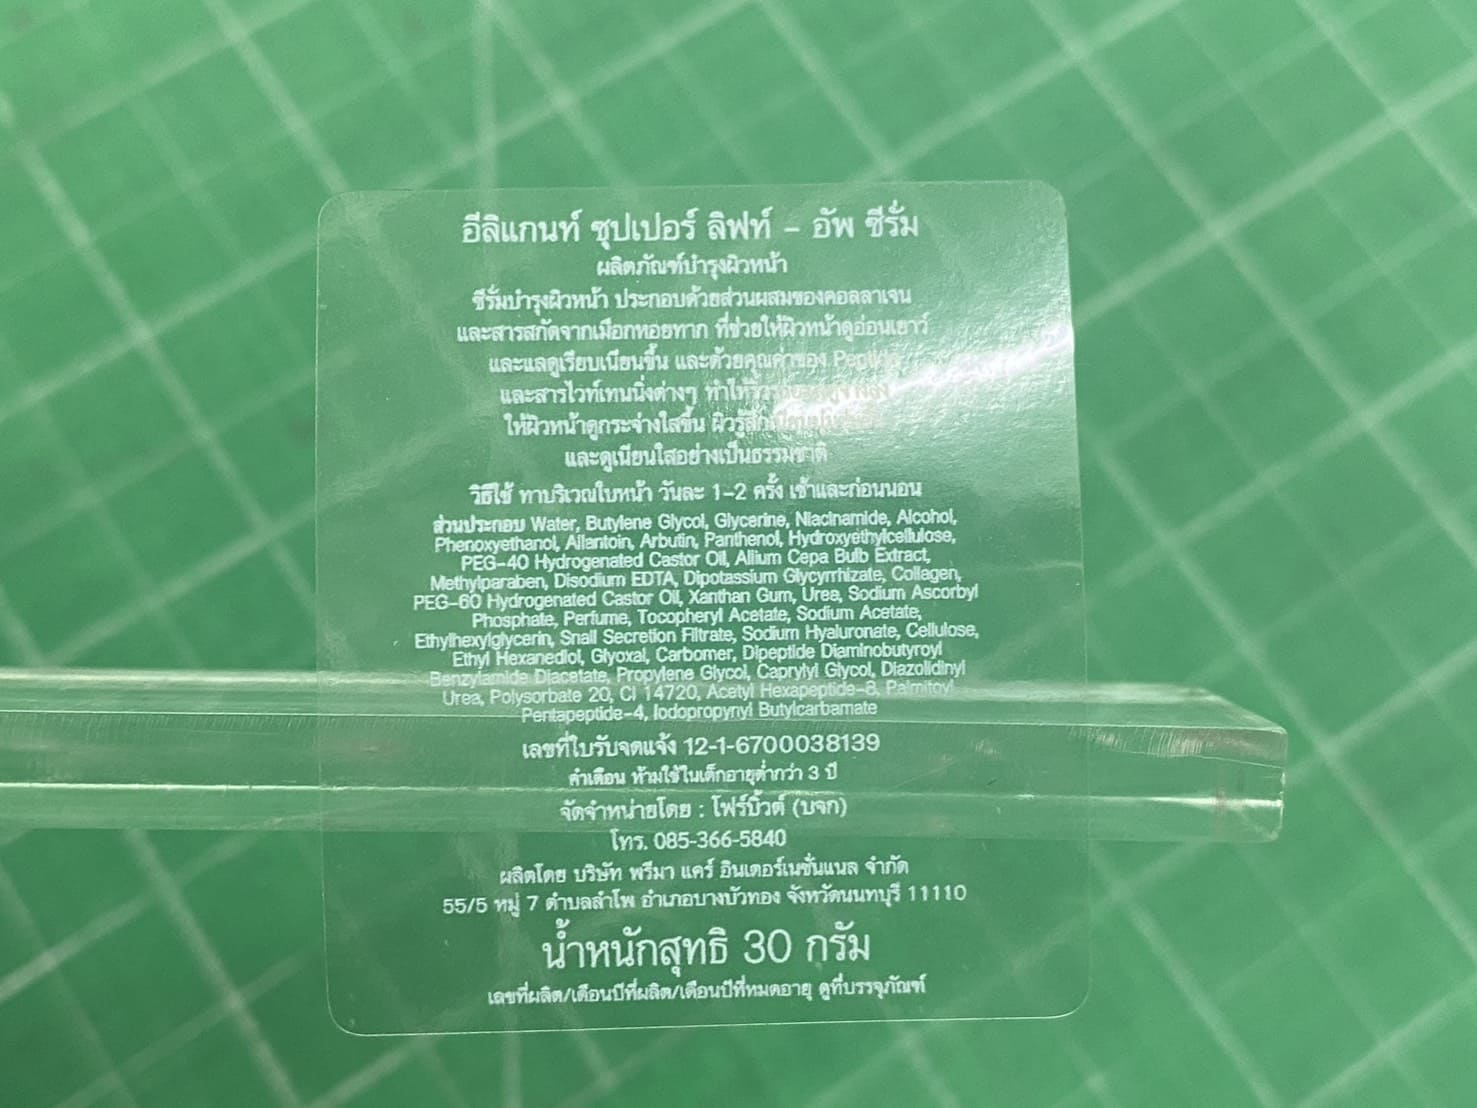 อีลิแกนท์ ซุปเปอร์ ลิฟท์ - อัพ ซีรั่ม
ผลิตภัณฑ์บำรุงผิวหน้า
ซีรั่มบำรุงผิวหน้า ประกอบด้วยส่วนผสมของคอลลาเจน
และสารสกัดจากเมือกหอยทาก ที่ช่วยให้ผิวหน้าดูอ่อนเยาว์
และแลดูเรียบเนียนขึ้น และด้วยคุณค่าของ Peptide
และสารไวท์เทนนิ่งต่างๆ ทำให้
ให้ผิวหน้าดูกระจ่างใสขึ้น ผิวรู้สึก
และดูเนียนใสอย่างเป็นธรรมชาติ
วิธีใช้ ทาบริเวณใบหน้า วันละ 1-2 ครั้ง เช้าและก่อนนอน
ส่วนประกอบ Water, Butylene Glycol, Glycerine, Niacinamide, Alcohol,
Phenoxyethanol, Allantoin, Arbutin, Panthenol, Hydroxyethylcellulose,
PEG-40 Hydrogenated Castor Oil, Allium Cepa Bulb Extract,
Methylparaben, Disodium EDTA, Dipotassium Glycyrrhizate, Collagen,
PEG-60 Hydrogenated Castor Oil, Xanthan Gum, Urea, Sodium Ascorbyl
Phosphate, Perfume, Tocopheryl Acetate, Sodium Acetate,
Ethylhexylglycerin, Snail Secretion Filtrate, Sodium Hyaluronate, Cellulose,
Ethyl Hexanediol, Glyoxal, Carbomer, Dipeptide Diaminobutyroyl
Benzylamide Diacetate, Propylene Glycol, Caprylyl Glycol, Diazolidinyl
Urea, Polysorbate 20, CI 14720, Acetyl Hexapeptide-8, Palmitoyl
Pentapeptide-4, Iodopropynyl Butylcarbamate
เลขที่ใบรับจดแจ้ง 12-1-6700038139
คำเตือน ห้ามใช้ในเด็กอายุต่ำกว่า 3 ปี
จัดจำหน่ายโดย : โฟร์บิ้วต์ (บจก)
โทร. 085-366-5840
ผลิตโดย บริษัท พรีมา แคร์ อินเตอร์เนชั่นแนล จำกัด
55/5 หมู่ 7 ตำบลลำโพ อำเภอบางบัวทอง จังหวัดนนทบุรี 11110
น้ำหนักสุทธิ 30 กรัม
เลขที่ผลิต/เดือนปีที่ผลิต/เดือนปีที่หมดอายุ ดูที่บรรจุภัณฑ์